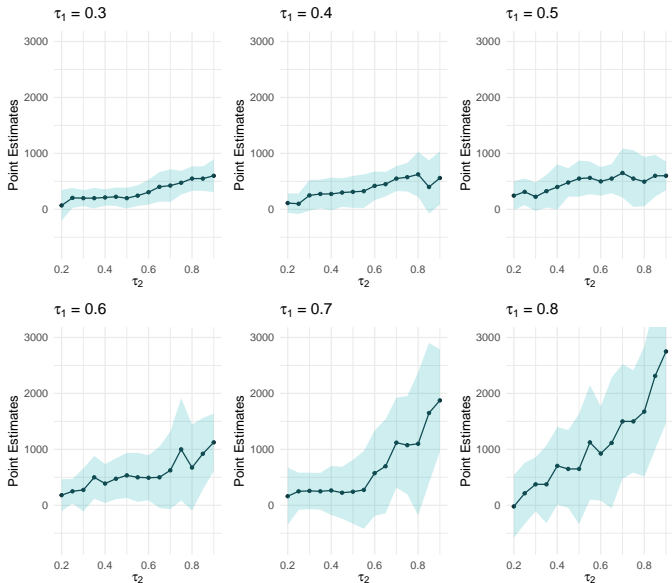 τ1 = 0.3
τ1 = 0.4
τ1 = 0.5
Point Estimates
3000
2000
1000
0
0.2 0.4 0.6 0.8
τ2
Point Estimates
3000
2000
1000
0
0.2 0.4 0.6 0.8
τ2
Point Estimates
3000
2000
1000
0
0.2 0.4 0.6 0.8
τ2
τ1 = 0.6
τ1 = 0.7
τ1 = 0.8
Point Estimates
3000
2000
1000
0
0.2 0.4 0.6 0.8
τ2
Point Estimates
3000
2000
1000
0
0.2 0.4 0.6 0.8
τ2
Point Estimates
3000
2000
1000
0
0.2 0.4 0.6 0.8
τ2